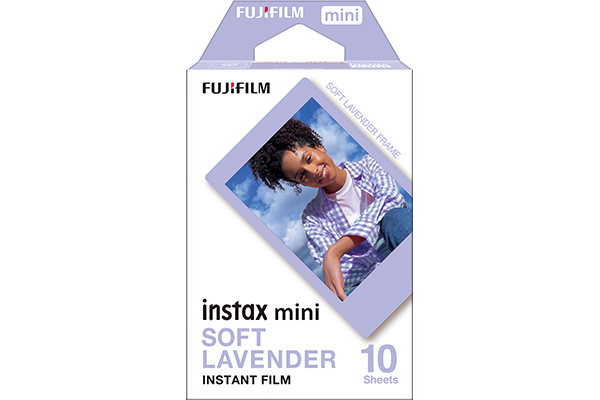 FUJIFILM
mini
FUJIFILM
SOFT LAVENDER FRAME
instax mini
SOFT
LAVENDER
INSTANT FILM
10
Sheets